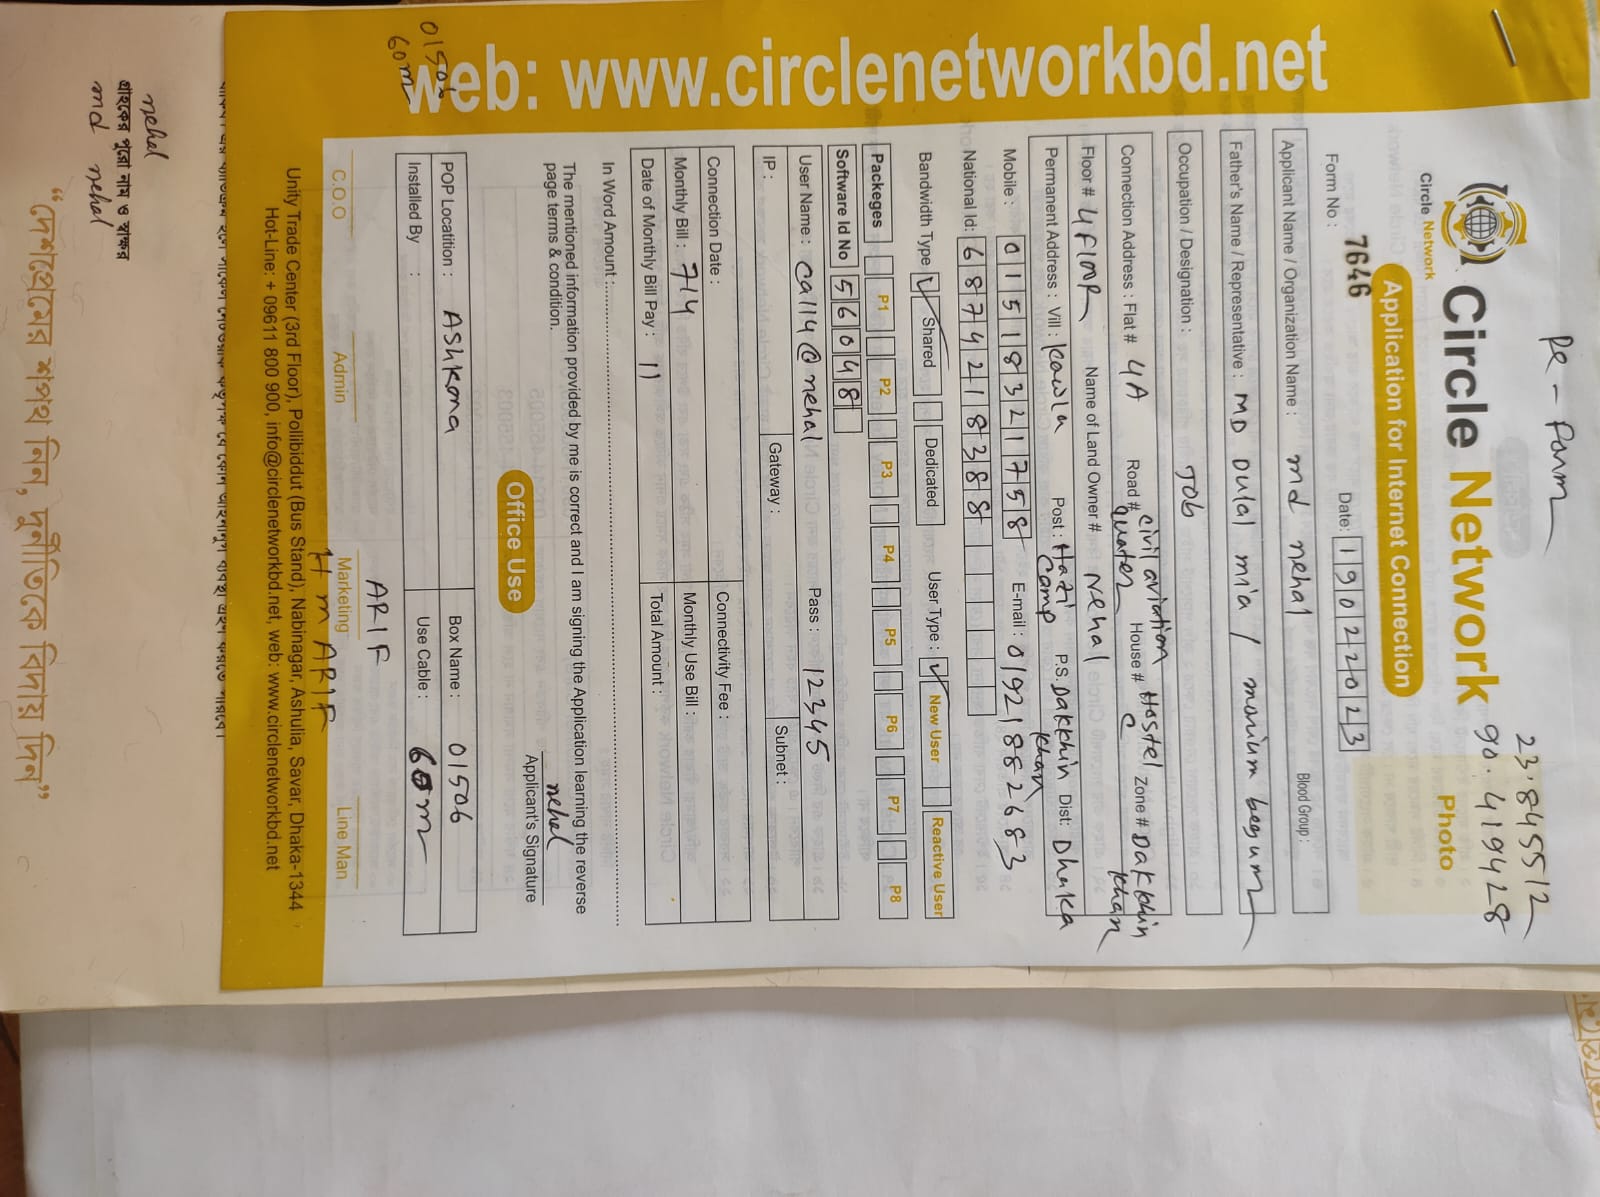 Re-Form
23.845512
90.419428
Circle Network
Circle Network
Application for Internet Connection
Photo
Form No : 7646
Date: 19022023
Blood Group :
Applicant Name / Organization Name : md nehal
Father's Name / Representative : MD Dulal mia / monium begum
Occupation / Designation : JOb
Connection Address : Flat # 4A Road # civil aviation quater House # Hostel C Zone # Dakkhin khan
Floor # 4 Floor Name of Land Owner # Nehal
Permanent Address : Vill : Kawla Post : Hazi Camp P.S. Dakkhin khan Dist: Dhaka
Mobile : 01518321758 E-mail : 01921882683
National Id: 6887421838
Bandwidth Type Shared Dedicated User Type : New User Reactive User
Packeges P1 P2 P3 P4 P5 P6 P7 P8
Software Id No 56048
User Name : call4@nehal Pass : 12345
IP : Gateway : Subnet :
Connection Date : Connectivity Fee :
Monthly Bill : 714 Monthly Use Bill :
Date of Monthly Bill Pay : 11 Total Amount :
In Word Amount :
The mentioned information provided by me is correct and I am signing the Application learning the reverse
page terms & condition.
nehal
Applicant's Signature
Office Use
POP Locatition : AShkona Box Name : 01506
Installed By : Use Cable : 60m
ARIF
H m ARIF
C.O.O Admin Marketing Line Man
Unity Trade Center (3rd Floor), Pollibiddut (Bus Stand), Nabinagar, Ashulia, Savar, Dhaka-1344
Hot-Line: + 09611 800 900, info@circlenetworkbd.net, web: www.circlenetworkbd.net
web: www.circlenetworkbd.net
01506
60m
nehal
গ্রাহকের পুরো নাম ও স্বাক্ষর
md nehal
“দেশপ্রেমের শপথ নিন, দুর্নীতিকে বিদায় দিন”